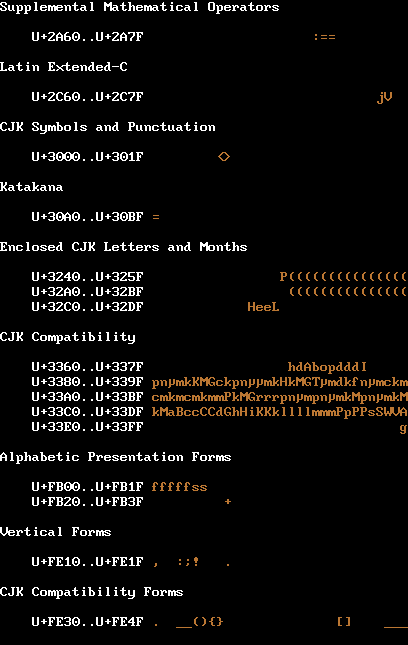 Supplemental Mathematical Operators
U+2A60..U+2A7F :==
Latin Extended-C
U+2C60..U+2C7F jV
CJK Symbols and Punctuation
U+3000..U+301F <>
Katakana
U+30A0..U+30BF =
Enclosed CJK Letters and Months
U+3240..U+325F P(((((((((((((((
U+32A0..U+32BF (((((((((((((((
U+32C0..U+32DF HeeL
CJK Compatibility
U+3360..U+337F hdAbopdddI
U+3380..U+339F pnµmkKMGckpnµµmkHkMGTµmdkfnµmckm
U+33A0..U+33BF cmkmcmkmmPkMGrrrpnµmpnµmkMpnµmkM
U+33C0..U+33DF kMaBccCCdGhHiKKkllllmmmPpPPsSWVA
U+33E0..U+33FF g
Alphabetic Presentation Forms
U+FB00..U+FB1F fffffss
U+FB20..U+FB3F +
Vertical Forms
U+FE10..U+FE1F , :;! .
CJK Compatibility Forms
U+FE30..U+FE4F . __(){} [] ___